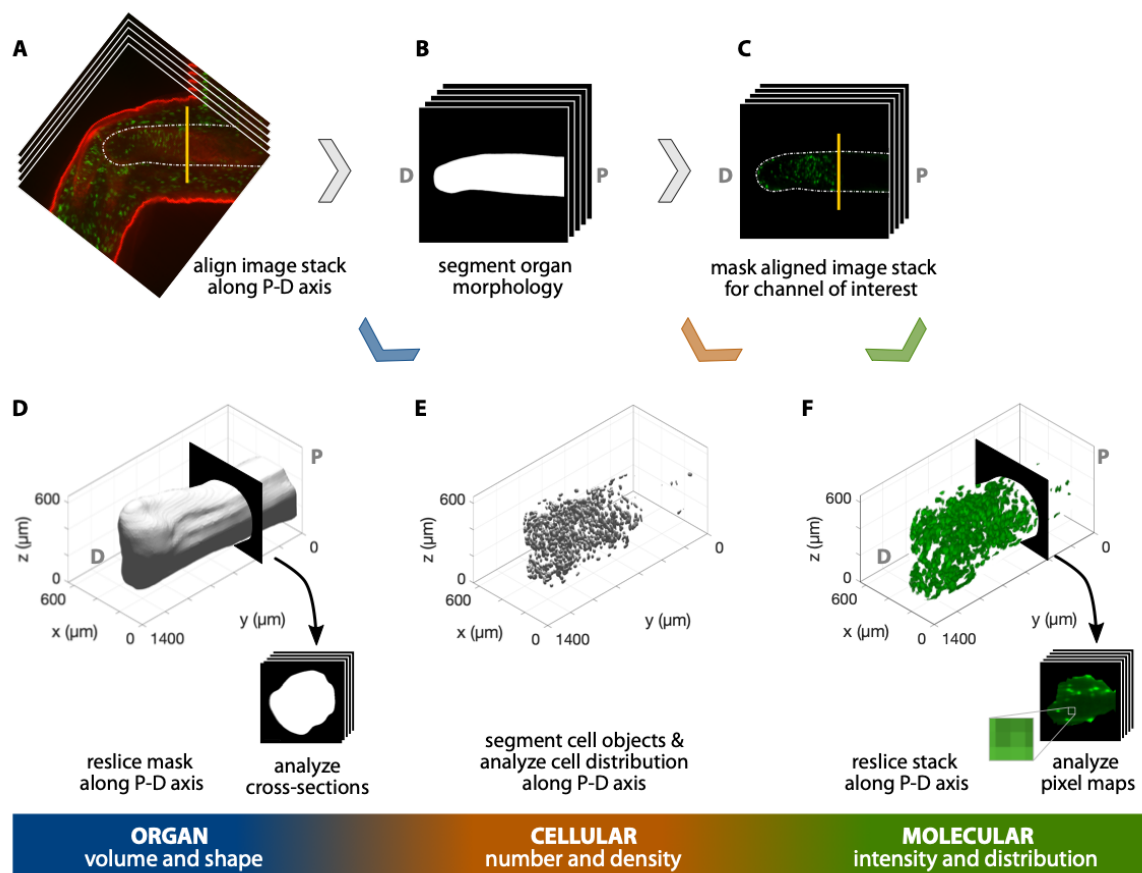 A
B
C
D
P
align image stack
along P-D axis
segment organ
morphology
mask aligned image stack
for channel of interest
D
E
F
600
z (µm)
0
600
x (µm)
0
1400
y (µm)
0
D
P
600
z (µm)
0
600
x (µm)
0
1400
y (µm)
0
600
z (µm)
0
600
x (µm)
0
1400
y (µm)
0
D
P
reslice mask
along P-D axis
analyze
cross-sections
segment cell objects &
analyze cell distribution
along P-D axis
reslice stack
along P-D axis
analyze
pixel maps
ORGAN
volume and shape
CELLULAR
number and density
MOLECULAR
intensity and distribution